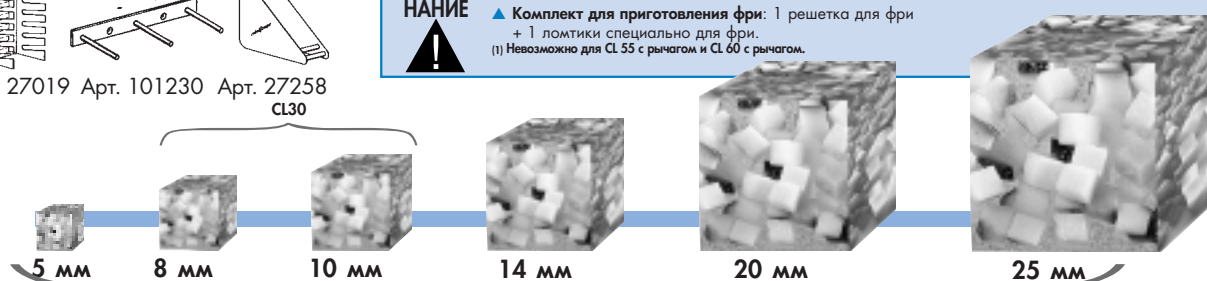 НАНИЕ
▲ Комплект для приготовления фри: 1 решетка для фри
+ 1 ломтики специально для фри.
(1) Невозможно для CL 55 с рычагом и CL 60 с рычагом.
!
27019 Арт. 101230 Арт. 27258
CL30
5 мм 8 мм 10 мм 14 мм 20 мм 25 мм